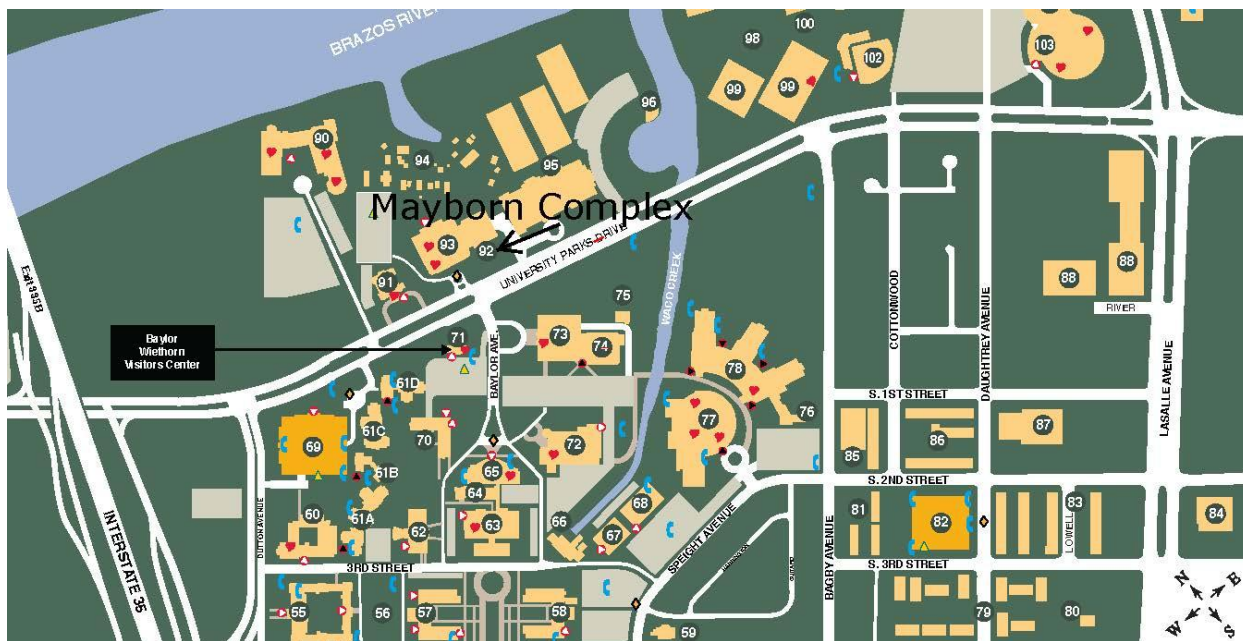 BRAZOS RIVER
98
100
99
99
102
103
96
90
94
95
Mayborn Complex
93
92
UNIVERSITY PARKS DRIVE
WACO CREEK
91
Exit 335B
88
88
RIVER
Baylor
Wiethorn
Visitors Center
71
BAYLOR AVE.
73
74
75
78
77
76
COTTONWOOD
DAUGHTREY AVENUE
LASALLE AVENUE
S. 1ST STREET
61D
61C
61B
61A
69
70
72
65
64
63
62
60
66
67
68
85
86
87
S. 2ND STREET
81
82
83
LOWELL
84
DUTTON AVENUE
INTERSTATE 35
3RD STREET
SPEIGHT AVENUE
BAGBY AVENUE
S. 3RD STREET
55
56
57
58
59
79
80
N
E
W
S